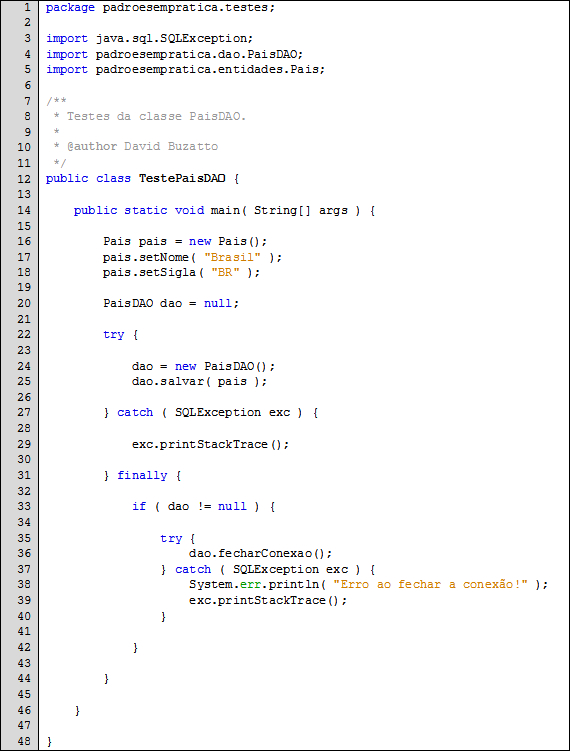 1 package padroesempratica.testes;
2
3 import java.sql.SQLException;
4 import padroesempratica.dao.PaisDAO;
5 import padroesempratica.entidades.Pais;
6
7 /**
8  * Testes da classe PaisDAO.
9  *
10  * @author David Buzatto
11  */
12 public class TestePaisDAO {
13
14     public static void main( String[] args ) {
15
16         Pais pais = new Pais();
17         pais.setNome( "Brasil" );
18         pais.setSigla( "BR" );
19
20         PaisDAO dao = null;
21
22         try {
23
24             dao = new PaisDAO();
25             dao.salvar( pais );
26
27         } catch ( SQLException exc ) {
28
29             exc.printStackTrace();
30
31         } finally {
32
33             if ( dao != null ) {
34
35                 try {
36                     dao.fecharConexao();
37                 } catch ( SQLException exc ) {
38                     System.err.println( "Erro ao fechar a conexão!" );
39                     exc.printStackTrace();
40                 }
41
42             }
43
44         }
45
46     }
47
48 }